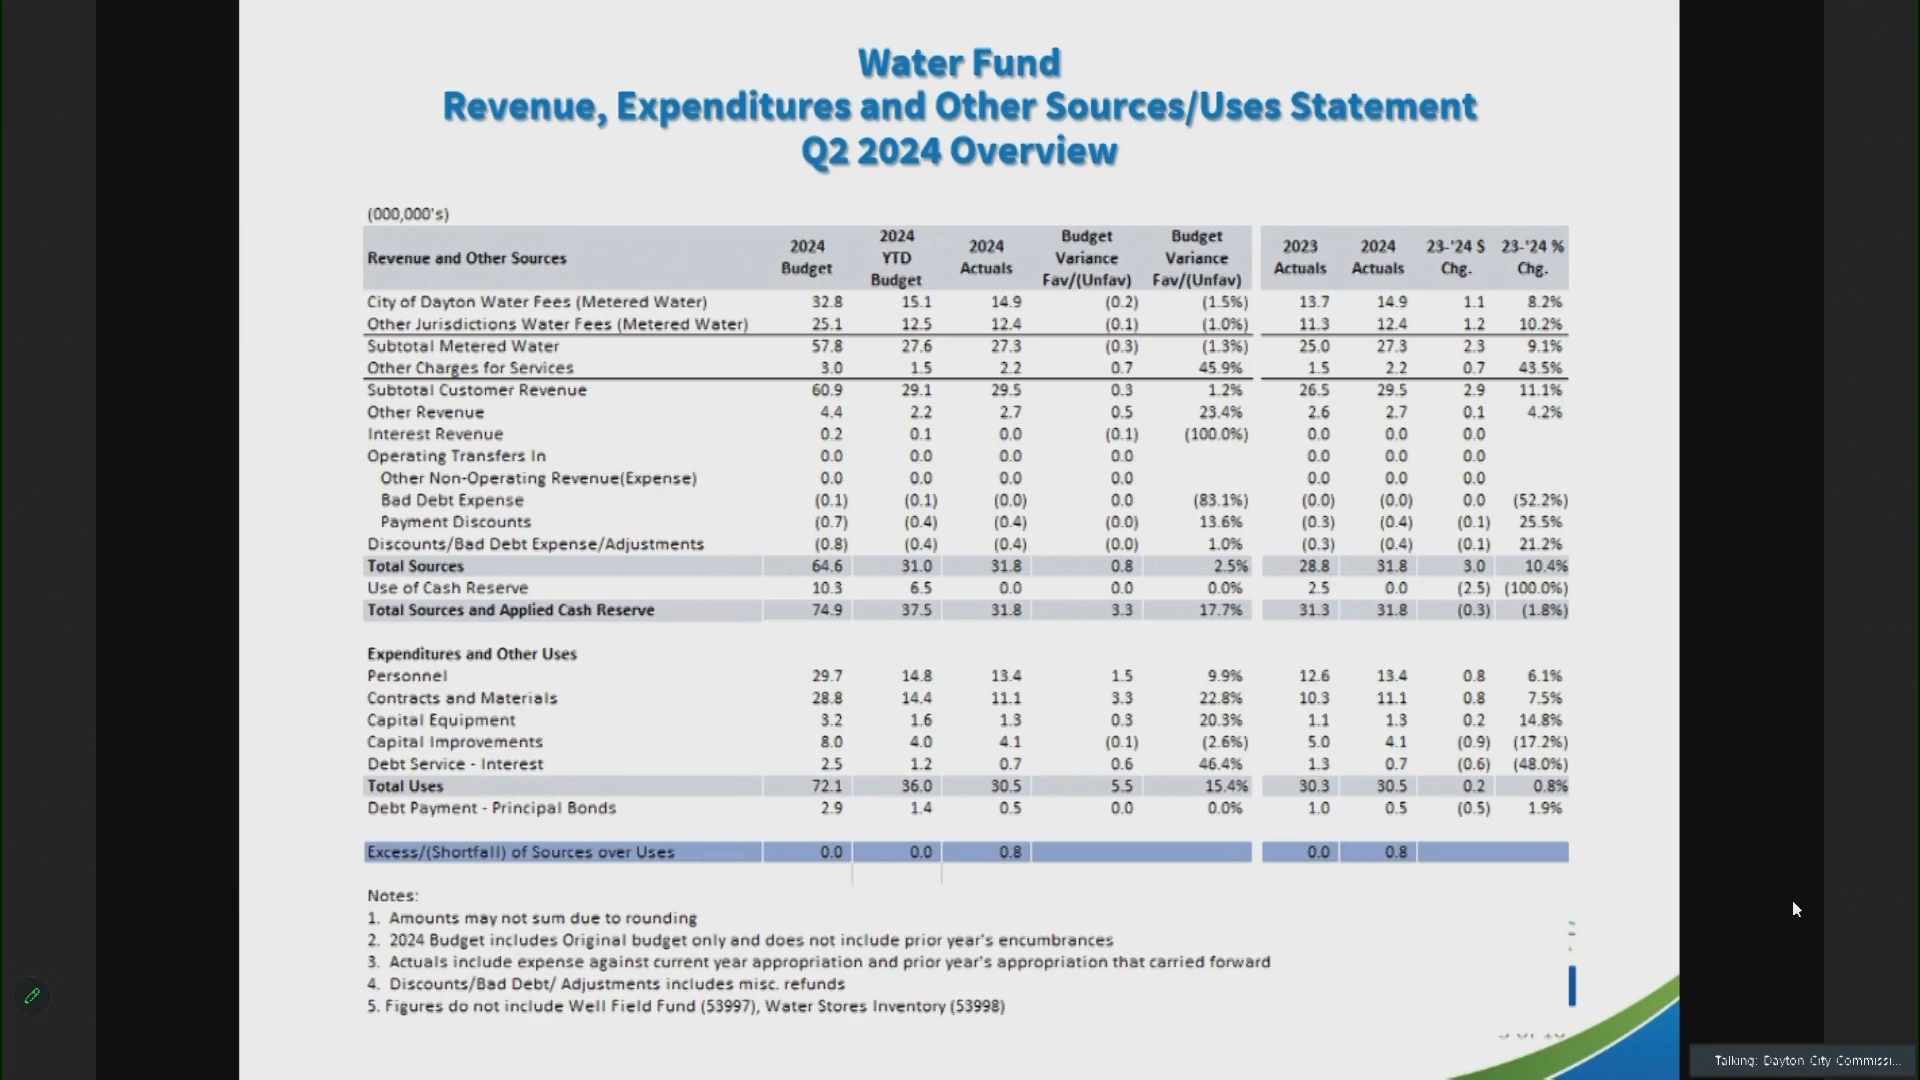 Water Fund
Revenue, Expenditures and Other Sources/Uses Statement
Q2 2024 Overview
(000,000's)
Revenue and Other Sources 2024 Budget 2024 YTD Budget 2024 Actuals Budget Variance Fav/(Unfav) Budget Variance Fav/(Unfav) 2023 Actuals 2024 Actuals 23-'24 $ Chg. 23-'24 % Chg.
City of Dayton Water Fees (Metered Water) 32.8 15.1 14.9 (0.2) (1.5%) 13.7 14.9 1.1 8.2%
Other Jurisdictions Water Fees (Metered Water) 25.1 12.5 12.4 (0.1) (1.0%) 11.3 12.4 1.2 10.2%
Subtotal Metered Water 57.8 27.6 27.3 (0.3) (1.3%) 25.0 27.3 2.3 9.1%
Other Charges for Services 3.0 1.5 2.2 0.7 45.9% 1.5 2.2 0.7 43.5%
Subtotal Customer Revenue 60.9 29.1 29.5 0.3 1.2% 26.5 29.5 2.9 11.1%
Other Revenue 4.4 2.2 2.7 0.5 23.4% 2.6 2.7 0.1 4.2%
Interest Revenue 0.2 0.1 0.0 (0.1) (100.0%) 0.0 0.0 0.0
Operating Transfers In 0.0 0.0 0.0 0.0 0.0 0.0 0.0
Other Non-Operating Revenue(Expense) 0.0 0.0 0.0 0.0 0.0 0.0 0.0
Bad Debt Expense (0.1) (0.1) (0.0) 0.0 (83.1%) (0.0) (0.0) 0.0 (52.2%)
Payment Discounts (0.7) (0.4) (0.4) (0.0) 13.6% (0.3) (0.4) (0.1) 25.5%
Discounts/Bad Debt Expense/Adjustments (0.8) (0.4) (0.4) (0.0) 1.0% (0.3) (0.4) (0.1) 21.2%
Total Sources 64.6 31.0 31.8 0.8 2.5% 28.8 31.8 3.0 10.4%
Use of Cash Reserve 10.3 6.5 0.0 0.0 0.0% 2.5 0.0 (2.5) (100.0%)
Total Sources and Applied Cash Reserve 74.9 37.5 31.8 3.3 17.7% 31.3 31.8 (0.3) (1.8%)
Expenditures and Other Uses
Personnel 29.7 14.8 13.4 1.5 9.9% 12.6 13.4 0.8 6.1%
Contracts and Materials 28.8 14.4 11.1 3.3 22.8% 10.3 11.1 0.8 7.5%
Capital Equipment 3.2 1.6 1.3 0.3 20.3% 1.1 1.3 0.2 14.8%
Capital Improvements 8.0 4.0 4.1 (0.1) (2.6%) 5.0 4.1 (0.9) (17.2%)
Debt Service - Interest 2.5 1.2 0.7 0.6 46.4% 1.3 0.7 (0.6) (48.0%)
Total Uses 72.1 36.0 30.5 5.5 15.4% 30.3 30.5 0.2 0.8%
Debt Payment - Principal Bonds 2.9 1.4 0.5 0.0 0.0% 1.0 0.5 (0.5) 1.9%
Excess/(Shortfall) of Sources over Uses 0.0 0.0 0.8 0.0 0.8
Notes:
1. Amounts may not sum due to rounding
2. 2024 Budget includes Original budget only and does not include prior year's encumbrances
3. Actuals include expense against current year appropriation and prior year's appropriation that carried forward
4. Discounts/Bad Debt/ Adjustments includes misc. refunds
5. Figures do not include Well Field Fund (53997), Water Stores Inventory (53998)
Talking: Dayton City Commissi...